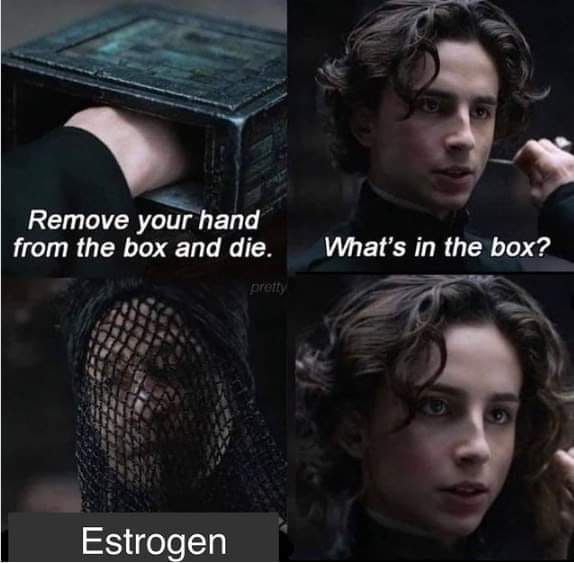 Remove your hand
from the box and die.
What's in the box?
pretty
Estrogen